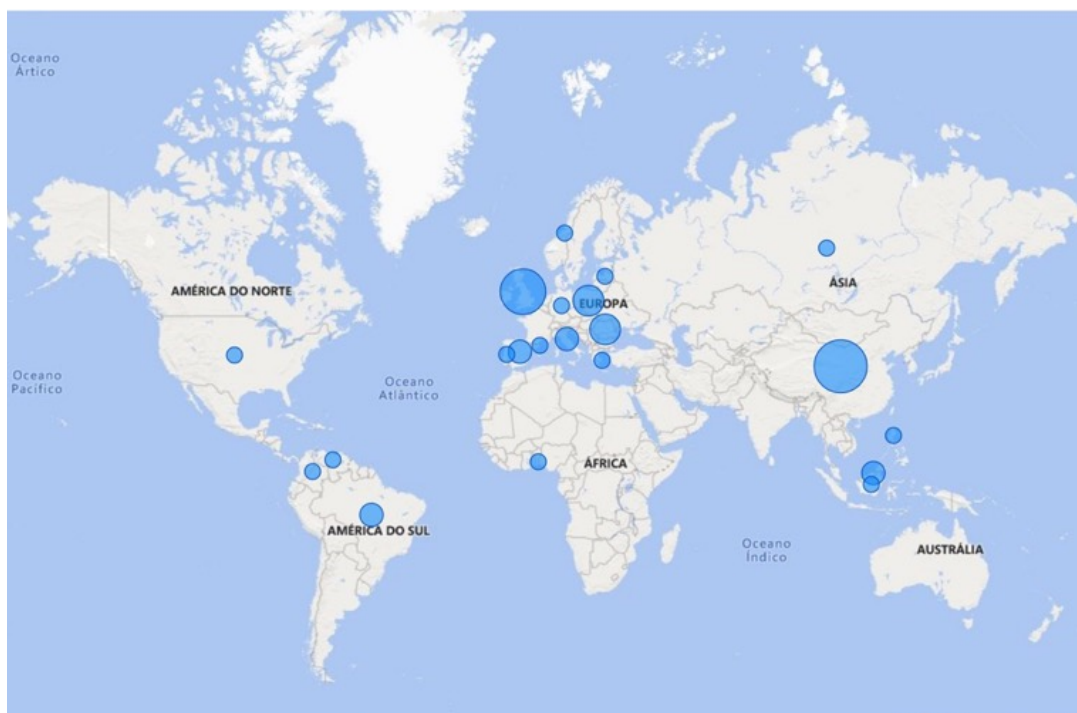 Oceano
Ártico
AMÉRICA DO NORTE
ÁSIA
EUROPA
Oceano
Pacífico
Oceano
Atlântico
ÁFRICA
AMÉRICA DO SUL
Oceano
Índico
AUSTRÁLIA